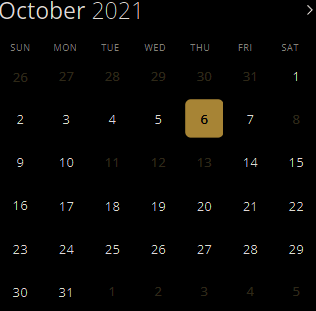 October 2021
SUN MON TUE WED THU FRI SAT
26 27 28 29 30 31 1
2 3 4 5 6 7 8
9 10 11 12 13 14 15
16 17 18 19 20 21 22
23 24 25 26 27 28 29
30 31 1 2 3 4 5